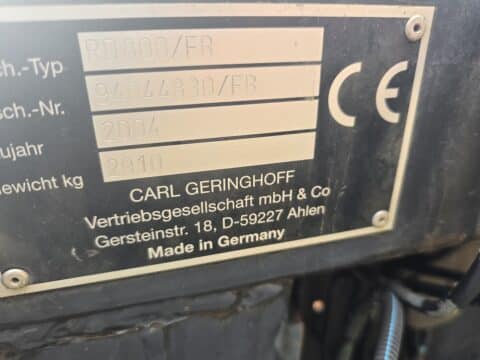 ch.-Typ RD800/FR
sch.-Nr.
ujahr 2004
ewicht kg 2910
CE
CARL GERINGHOFF
Vertriebsgesellschaft mbH & Co
Gersteinstr. 18, D-59227 Ahlen
Made in Germany